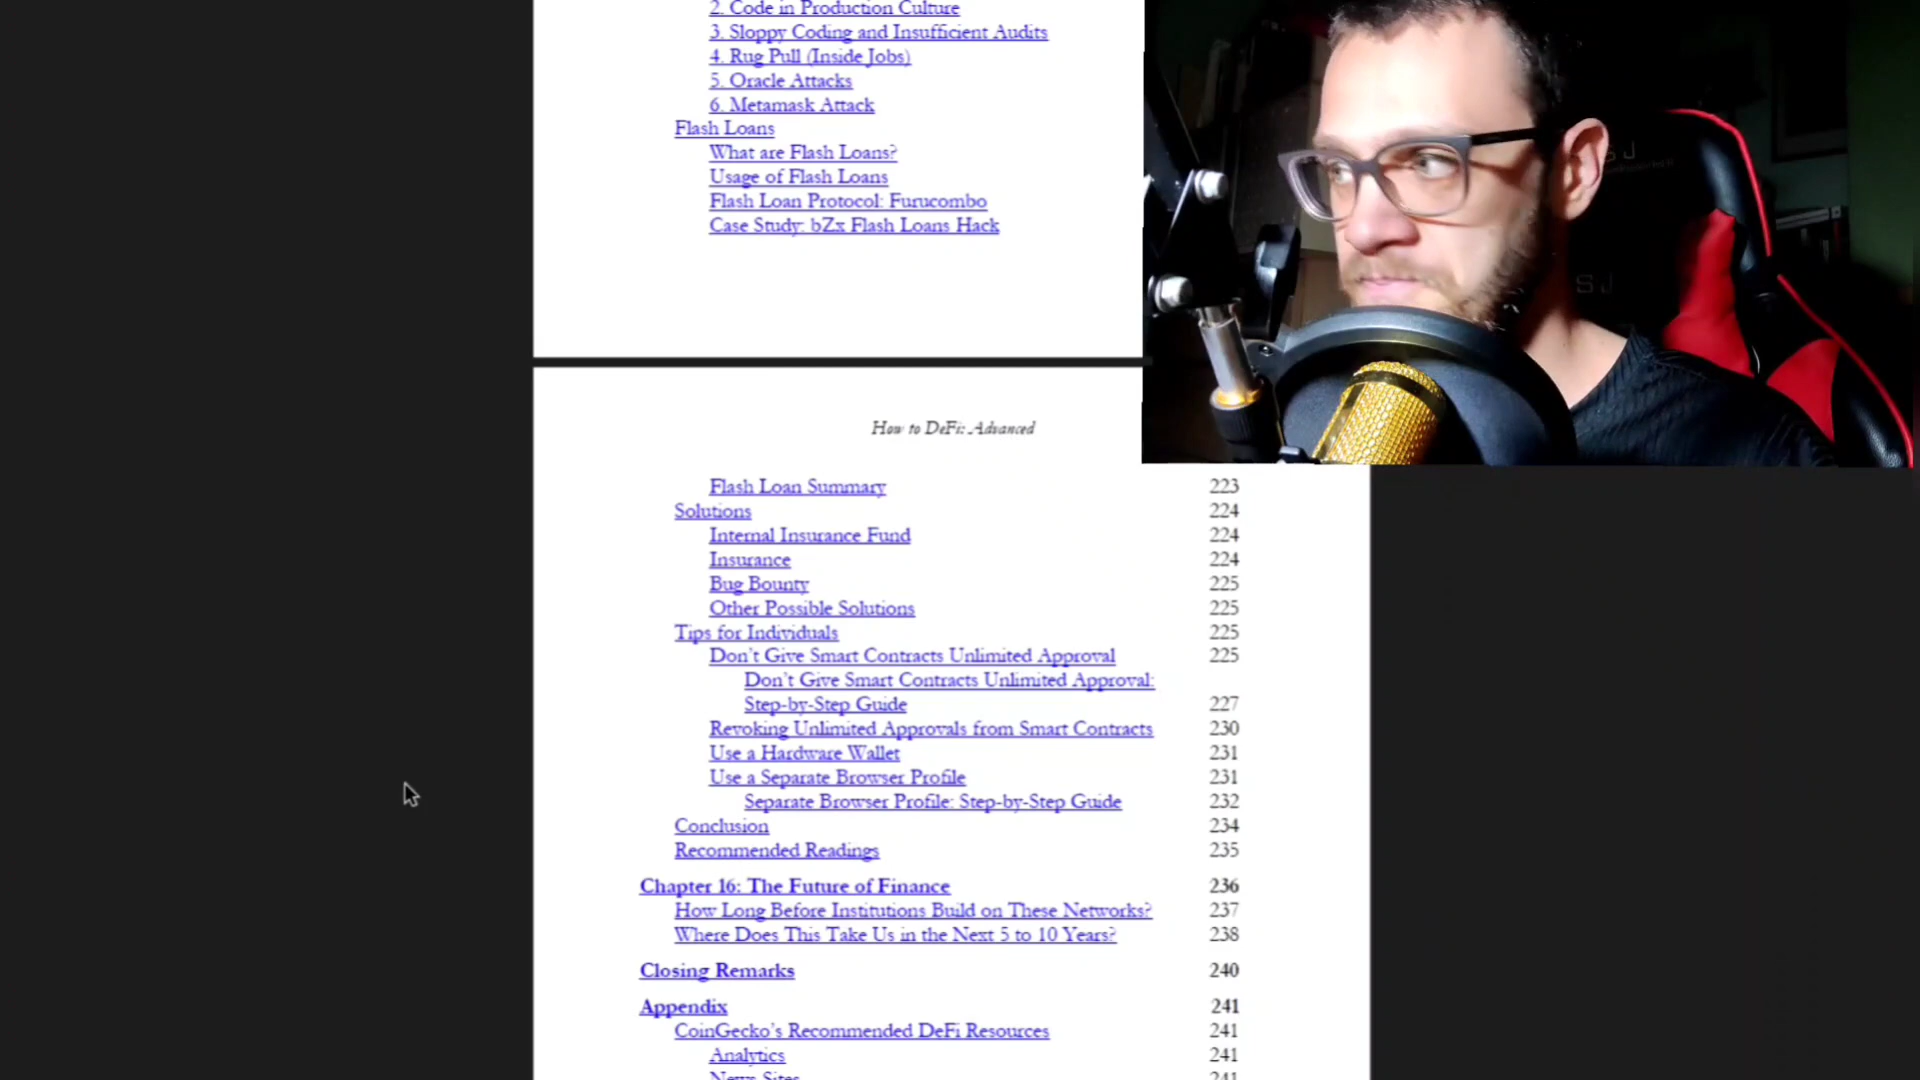 2. Code in Production Culture
3. Sloppy Coding and Insufficient Audits
4. Rug Pull (Inside Jobs)
5. Oracle Attacks
6. Metamask Attack
Flash Loans
What are Flash Loans?
Usage of Flash Loans
Flash Loan Protocol: Furucombo
Case Study: bZx Flash Loans Hack
SJ
SJ
How to DeFi: Advanced
Flash Loan Summary 223
Solutions 224
Internal Insurance Fund 224
Insurance 224
Bug Bounty 225
Other Possible Solutions 225
Tips for Individuals 225
Don't Give Smart Contracts Unlimited Approval 225
Don't Give Smart Contracts Unlimited Approval:
Step-by-Step Guide 227
Revoking Unlimited Approvals from Smart Contracts 230
Use a Hardware Wallet 231
Use a Separate Browser Profile 231
Separate Browser Profile: Step-by-Step Guide 232
Conclusion 234
Recommended Readings 235
Chapter 16: The Future of Finance 236
How Long Before Institutions Build on These Networks? 237
Where Does This Take Us in the Next 5 to 10 Years? 238
Closing Remarks 240
Appendix 241
CoinGecko's Recommended DeFi Resources 241
Analytics 241
News Sites 241